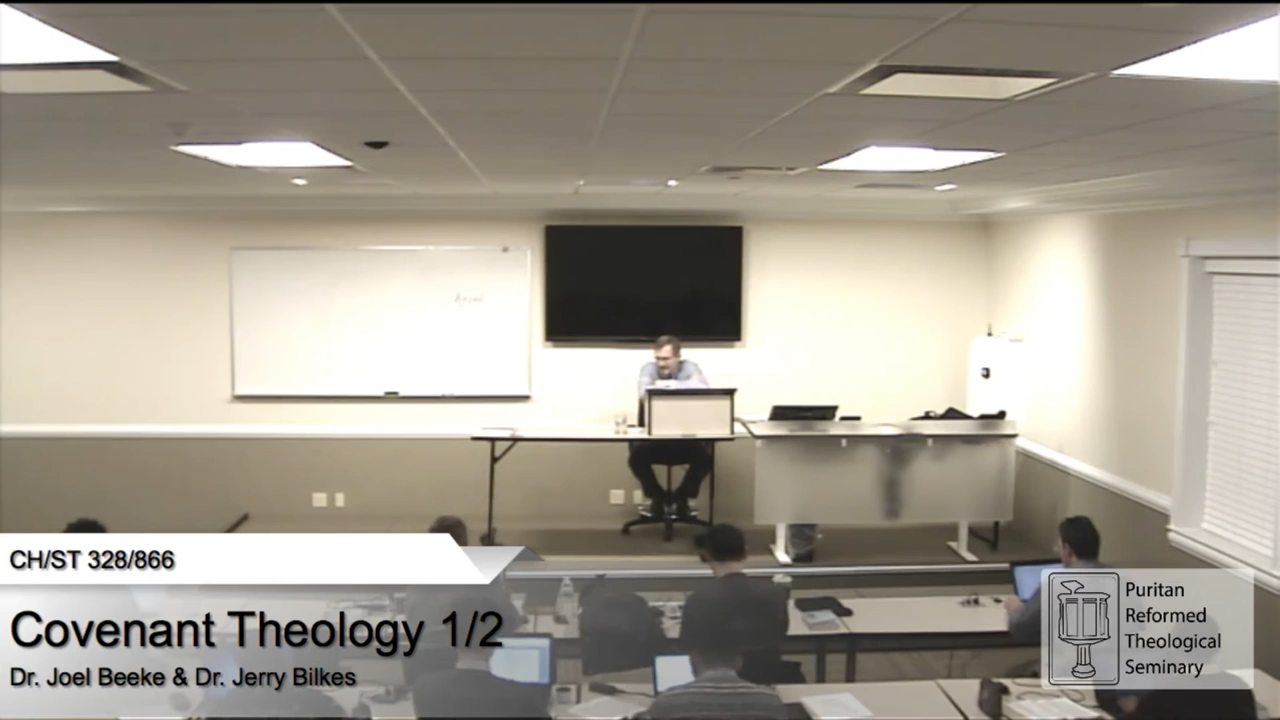 CH/ST 328/866
Covenant Theology 1/2
Dr. Joel Beeke & Dr. Jerry Bilkes
Puritan
Reformed
Theological
Seminary